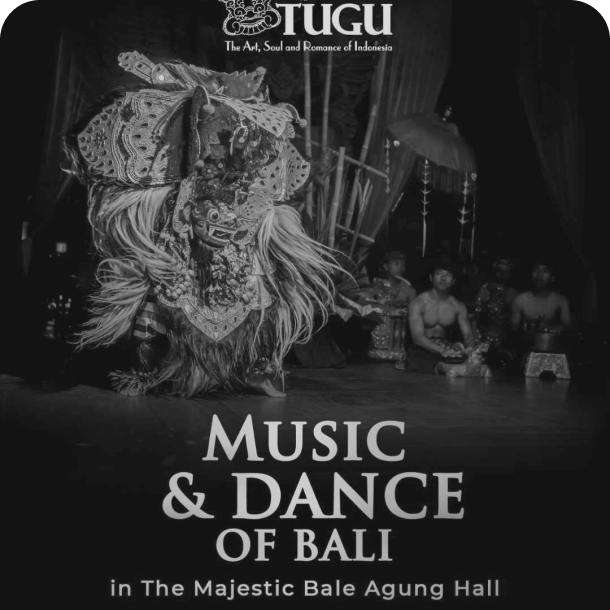 TUGU
The Art, Soul and Romance of Indonesia
MUSIC
& DANCE
OF BALI
in The Majestic Bale Agung Hall